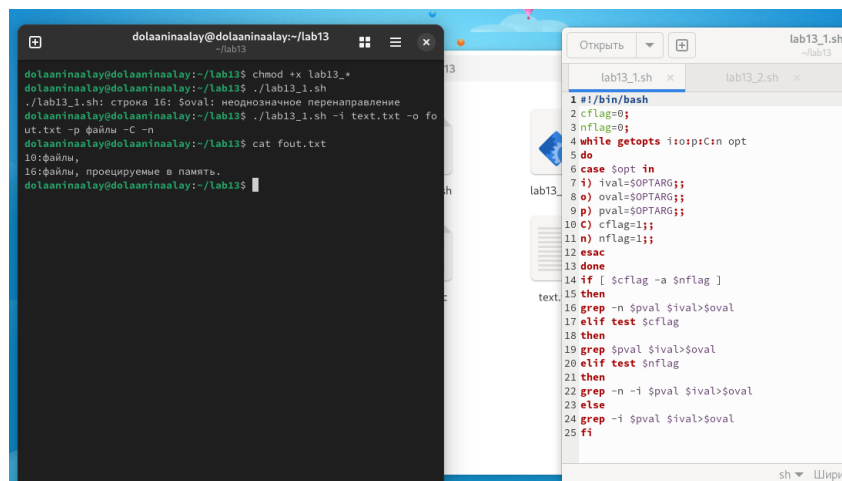 dolaaninaalay@dolaaninaalay:~/lab13
~/lab13
dolaaninaalay@dolaaninaalay:~/lab13$ chmod +x lab13_*
dolaaninaalay@dolaaninaalay:~/lab13$ ./lab13_1.sh
./lab13_1.sh: строка 16: $oval: неоднозначное перенаправление
dolaaninaalay@dolaaninaalay:~/lab13$ ./lab13_1.sh -i text.txt -o fo
ut.txt -p файлы -C -n
dolaaninaalay@dolaaninaalay:~/lab13$ cat fout.txt
10:файлы,
16:файлы, проецируемые в память.
dolaaninaalay@dolaaninaalay:~/lab13$
13
sh
lab13_
text.
Открыть
lab13_1.sh
~/lab13
lab13_1.sh ×
lab13_2.sh ×
1 #!/bin/bash
2 cflag=0;
3 nflag=0;
4 while getopts i:o:p:C:n opt
5 do
6 case $opt in
7 i) ival=$OPTARG;;
8 o) oval=$OPTARG;;
9 p) pval=$OPTARG;;
10 C) cflag=1;;
11 n) nflag=1;;
12 esac
13 done
14 if [ $cflag -a $nflag ]
15 then
16 grep -n $pval $ival>$oval
17 elif test $cflag
18 then
19 grep $pval $ival>$oval
20 elif test $nflag
21 then
22 grep -n -i $pval $ival>$oval
23 else
24 grep -i $pval $ival>$oval
25 fi
sh
Шири